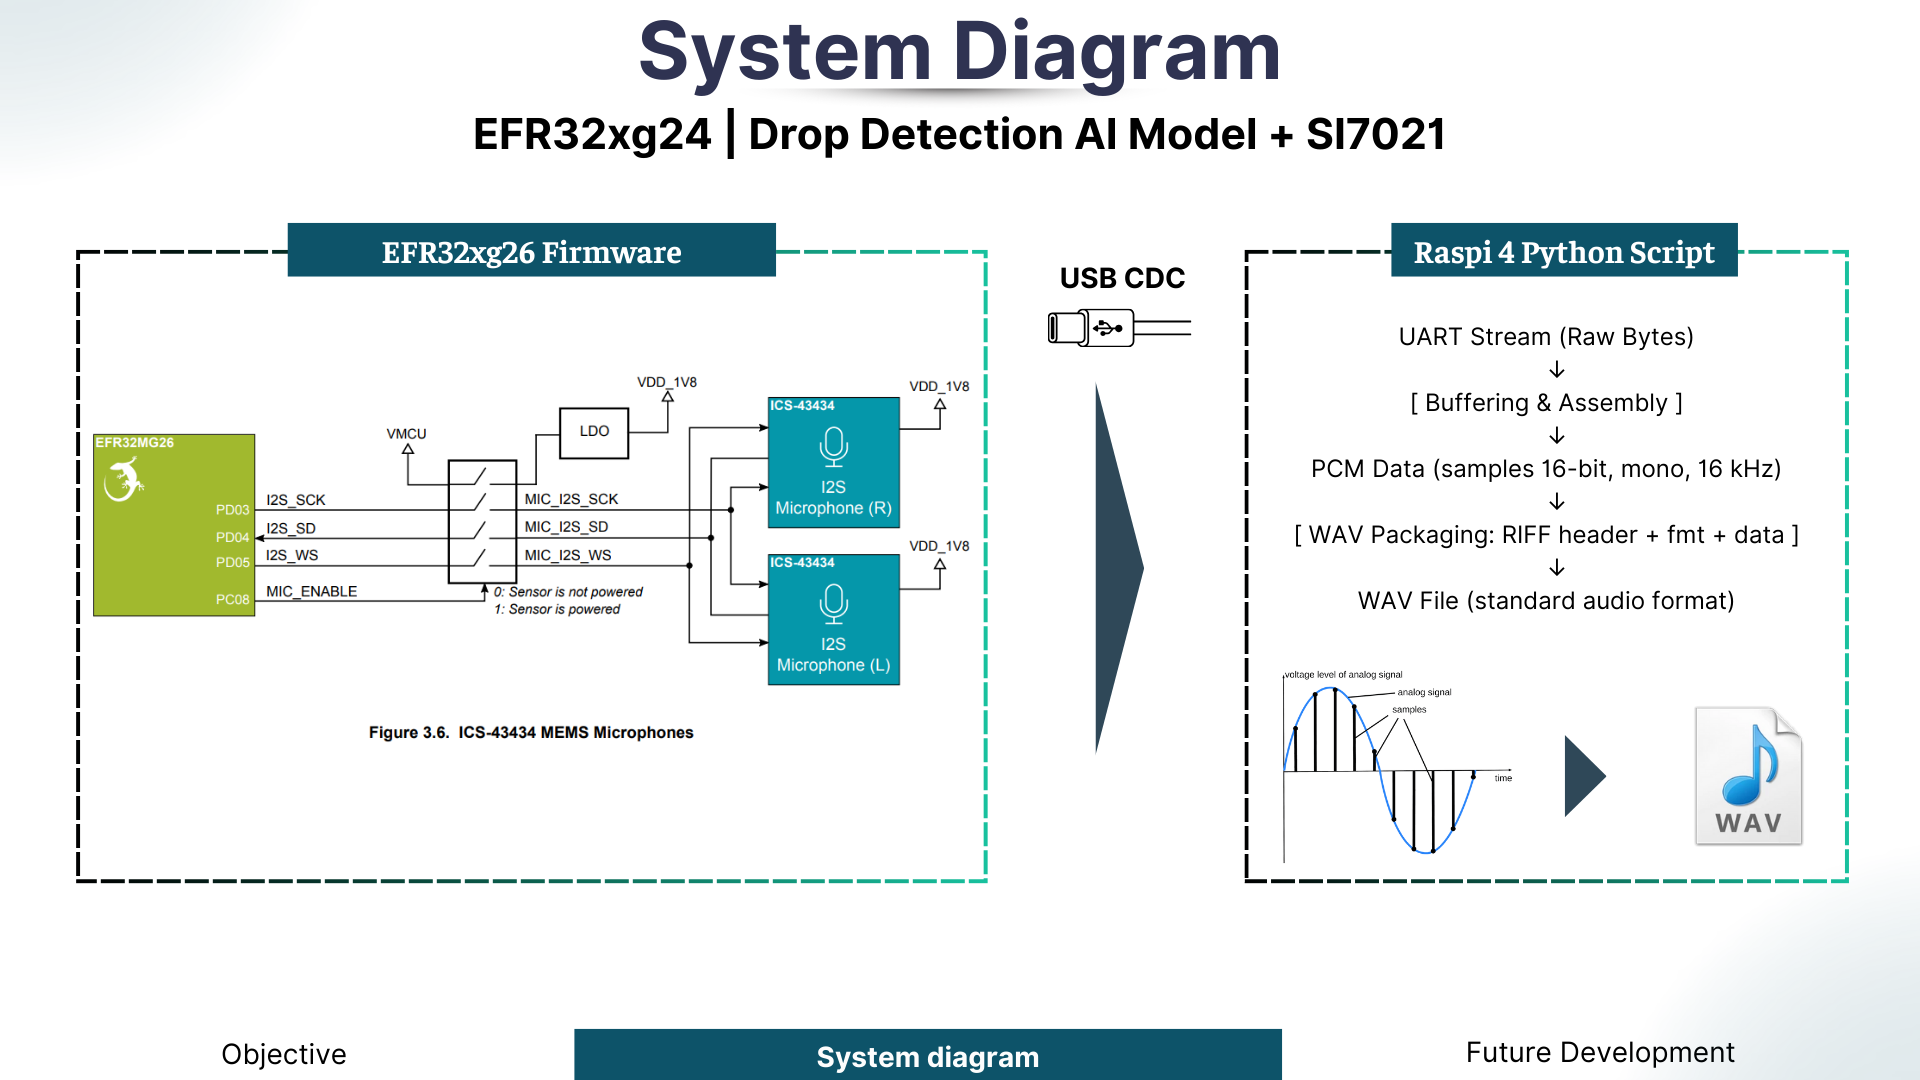 System Diagram
EFR32xg24 | Drop Detection AI Model + SI7021
EFR32xg26 Firmware
EFR32MG26
PD03
PD04
PD05
PC08
I2S_SCK
I2S_SD
I2S_WS
MIC_ENABLE
VMCU
LDO
VDD_1V8
MIC_I2S_SCK
MIC_I2S_SD
MIC_I2S_WS
0: Sensor is not powered
1: Sensor is powered
ICS-43434
I2S
Microphone (R)
VDD_1V8
ICS-43434
I2S
Microphone (L)
VDD_1V8
Figure 3.6. ICS-43434 MEMS Microphones
USB CDC
Raspi 4 Python Script
UART Stream (Raw Bytes)
↓
[ Buffering & Assembly ]
↓
PCM Data (samples 16-bit, mono, 16 kHz)
↓
[ WAV Packaging: RIFF header + fmt + data ]
↓
WAV File (standard audio format)
voltage level of analog signal
analog signal
samples
time
WAV
Objective
System diagram
Future Development